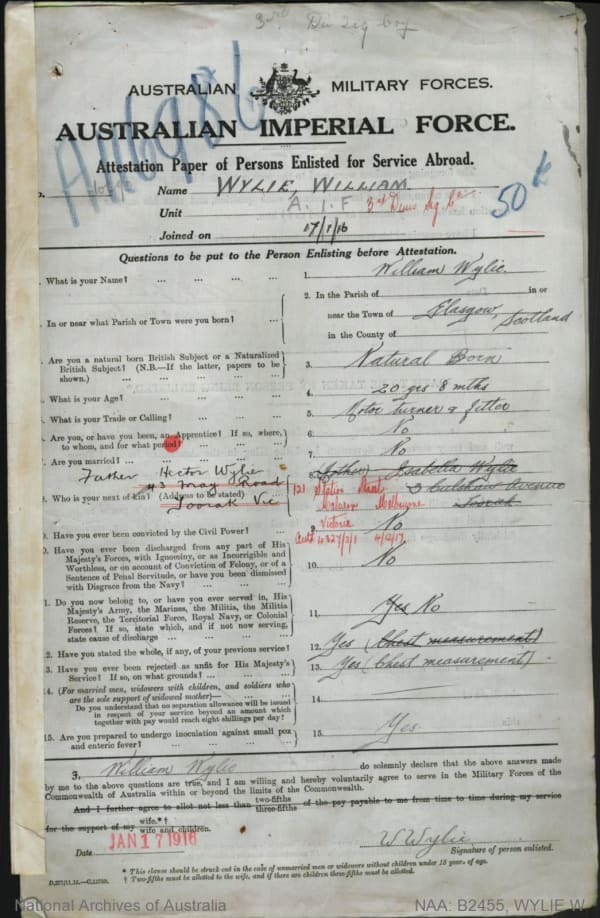 3rd Div Sig Coy
AUSTRALIAN MILITARY FORCES.
AUSTRALIAN IMPERIAL FORCE.
Attestation Paper of Persons Enlisted for Service Abroad.
o. Name WYLIE, WILLIAM.
Unit A. I. F 3rd Divn Sig Co. 50
Joined on 17/1/16
Questions to be put to the Person Enlisting before Attestation.
. What is your Name? ... ... ... ... 1. William Wylie.
. In or near what Parish or Town were you born? ... 2. In the Parish of in or
near the Town of Glasgow,
in the County of Scotland
. Are you a natural born British Subject or a Naturalized
British Subject? (N.B.—If the latter, papers to be
shown.) ... ... ... ... 3. Natural Born
. What is your Age? ... ... ... ... 4. 20 yrs 8 mths
. What is your Trade or Calling? ... ... ... 5. Motor Turner & Fitter
. Are you, or have you been, an Apprentice? If so, where,
to whom, and for what period? ... ... 6. No
. Are you married? ... ... ... ... 7. No
Father Hector Wylie
43 May Road
Toorak Vic
8. Who is your next of kin? (Address to be stated) ... 8. (Mother) Isabella Wylie
3 Culshaw Avenue
Toorak
121 Station Street
Malvern Melbourne
Victoria
Auth 4327/2/1 4/12/17
9. Have you ever been convicted by the Civil Power? ... 9. No
0. Have you ever been discharged from any part of His
Majesty's Forces, with Ignominy, or as Incorrigible and
Worthless, or on account of Conviction of Felony, or of a
Sentence of Penal Servitude, or have you been dismissed
with Disgrace from the Navy? ... ... ... 10. No
1. Do you now belong to, or have you ever served in, His
Majesty's Army, the Marines, the Militia, the Militia
Reserve, the Territorial Force, Royal Navy, or Colonial
Forces? If so, state which, and if not now serving,
state cause of discharge ... ... ... 11. Yes No
2. Have you stated the whole, if any, of your previous service? 12. Yes (Chest measurement)
3. Have you ever been rejected as unfit for His Majesty's
Service? If so, on what grounds? ... ... 13. Yes (Chest measurement)
14. (For married men, widowers with children, and soldiers who
are the sole support of widowed mother)— ... ...
Do you understand that no separation allowance will be issued
in respect of your service beyond an amount which
together with pay would reach eight shillings per day? 14.
15. Are you prepared to undergo inoculation against small pox
and enteric fever? ... ... ... ... 15. Yes.
I, William Wylie do solemnly declare that the above answers made
by me to the above questions are true, and I am willing and hereby voluntarily agree to serve in the Military Forces of the
Commonwealth of Australia within or beyond the limits of the Commonwealth.
And I further agree to allot not less than two-fifths three-fifths of the pay payable to me from time to time during my service
for the support of my wife.*†
wife and children.
Date JAN 17 1916 W Wylie
Signature of person enlisted.
* This clause should be struck out in the case of unmarried men or widowers without children under 18 years of age.
† Two-fifths must be allotted to the wife, and if there are children three-fifths must be allotted.
National Archives of Australia NAA: B2455, WYLIE W